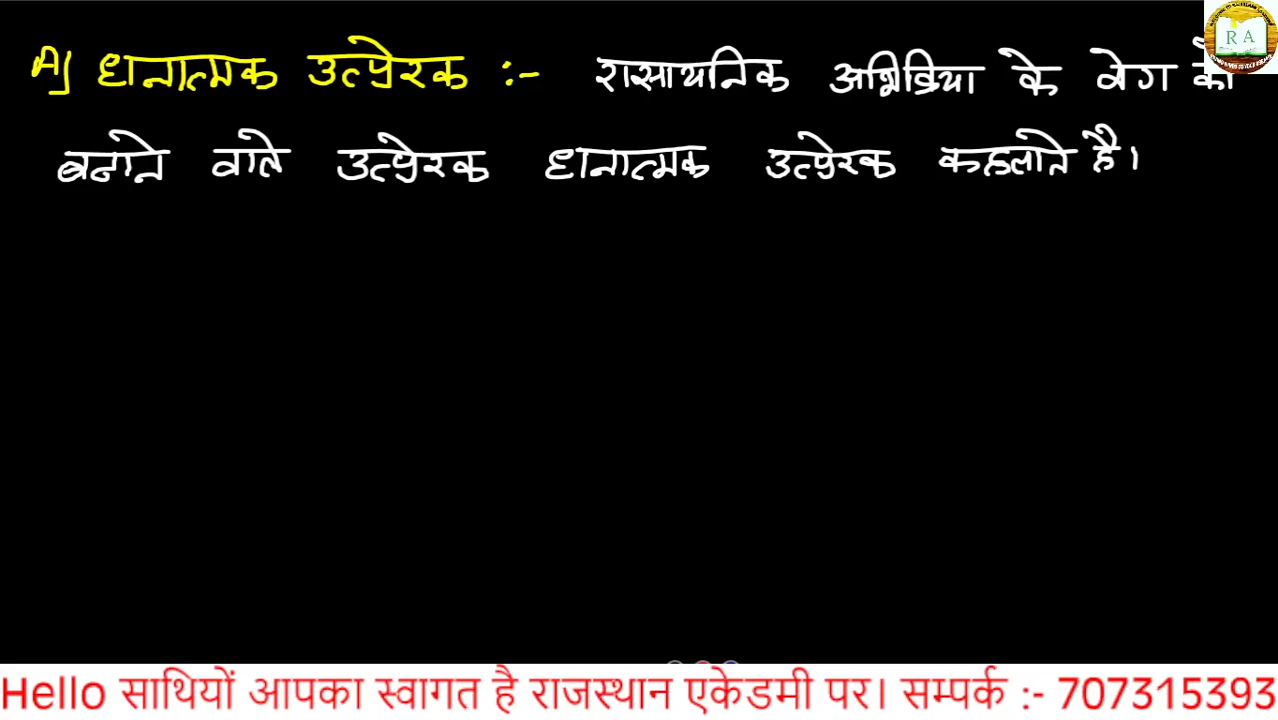 A) धनात्मक उत्प्रेरक :- रासायनिक अभिक्रिया के वेग को
बढाने वाले उत्प्रेरक धनात्मक उत्प्रेरक कहलाते है।
R A
Hello साथियों आपका स्वागत है राजस्थान एकेडमी पर। सम्पर्क :- 707315393